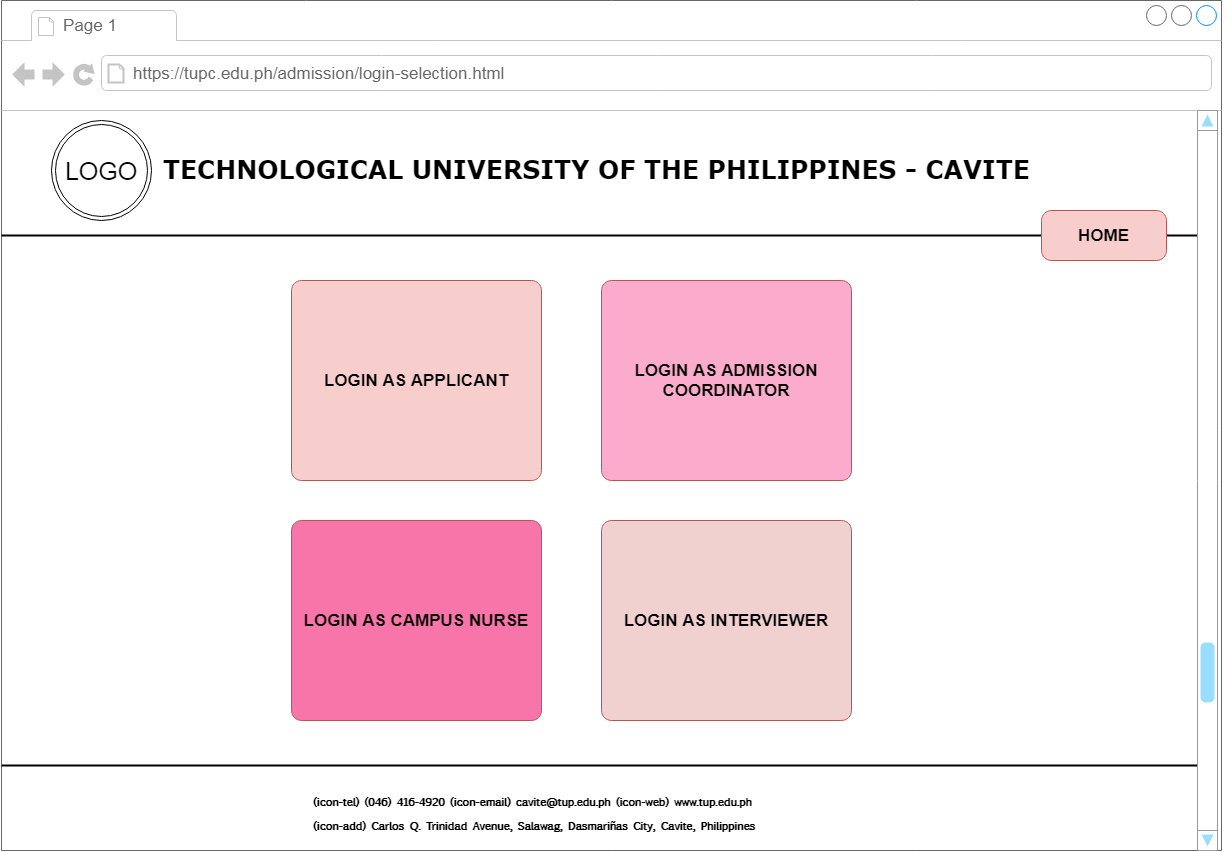 Page 1
https://tupc.edu.ph/admission/login-selection.html
LOGO
TECHNOLOGICAL UNIVERSITY OF THE PHILIPPINES - CAVITE
HOME
LOGIN AS APPLICANT
LOGIN AS ADMISSION
COORDINATOR
LOGIN AS CAMPUS NURSE
LOGIN AS INTERVIEWER
(icon-tel) (046) 416-4920 (icon-email) cavite@tup.edu.ph (icon-web) www.tup.edu.ph
(icon-add) Carlos Q. Trinidad Avenue, Salawag, Dasmariñas City, Cavite, Philippines